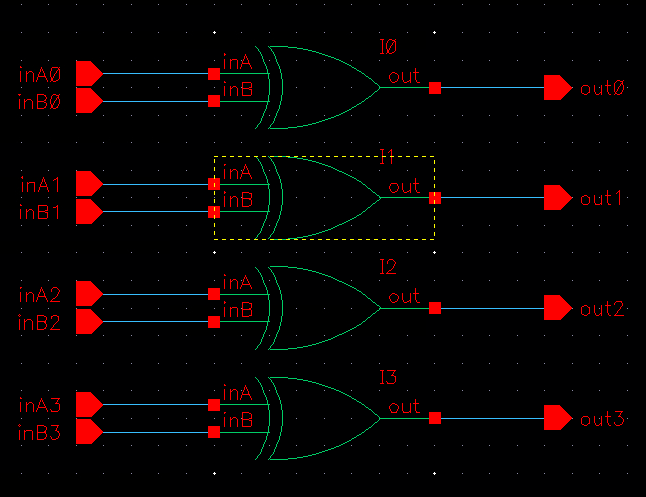 I0
inA0 inA out out0
inB0 inB
I1
inA1 inA out out1
inB1 inB
I2
inA2 inA out out2
inB2 inB
I3
inA3 inA out out3
inB3 inB